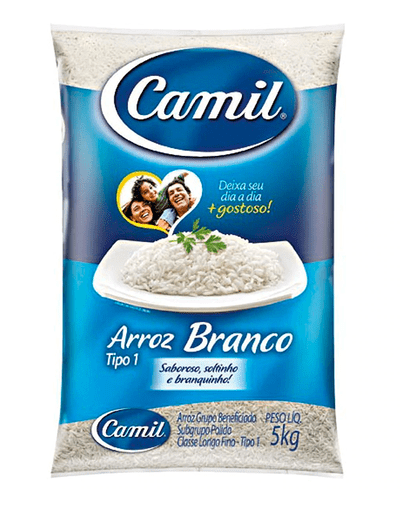 Camil®
Deixa seu
dia a dia
+ gostoso!
Arroz Branco
Tipo 1
Saboroso, soltinho
e branquinho!
Camil
Arroz Grupo Beneficiado
Subgrupo Polido
Classe Longo Fino - Tipo 1
PESO LÍQ.
5kg